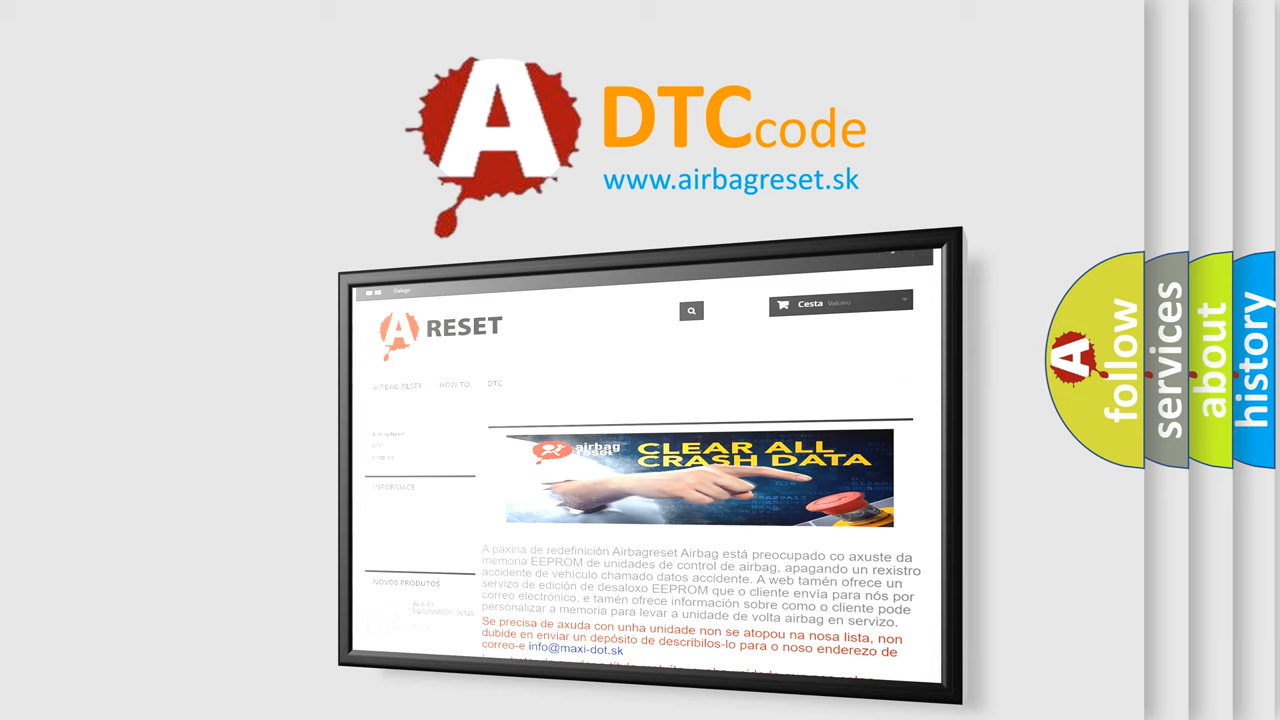 A
DTCcode
www.airbagreset.sk
Galego
A RESET
Cesta Valeiro
AIRBAG RESET HOW TO DTC
INFORMACE
airbag
reset
CLEAR ALL
CRASH DATA
NOVOS PRODUTOS
A páxina de redefinición Airbagreset Airbag está preocupado co axuste da
memoria EEPROM de unidades de control de airbag, apagando un rexistro
accidente de vehículo chamado datos accidente. A web tamén ofrece un
servizo de edición de desaloxo EEPROM que o cliente envía para nós por
correo electrónico, e tamén ofrece información sobre como o cliente pode
personalizar a memoria para levar a unidade de volta airbag en servizo.
Se precisa de axuda con unha unidade non se atopou na nosa lista, non
dubide en enviar un depósito de describilos-lo para o noso enderezo de
correo-e info@maxi-dot.sk
A
follow
services
about
history